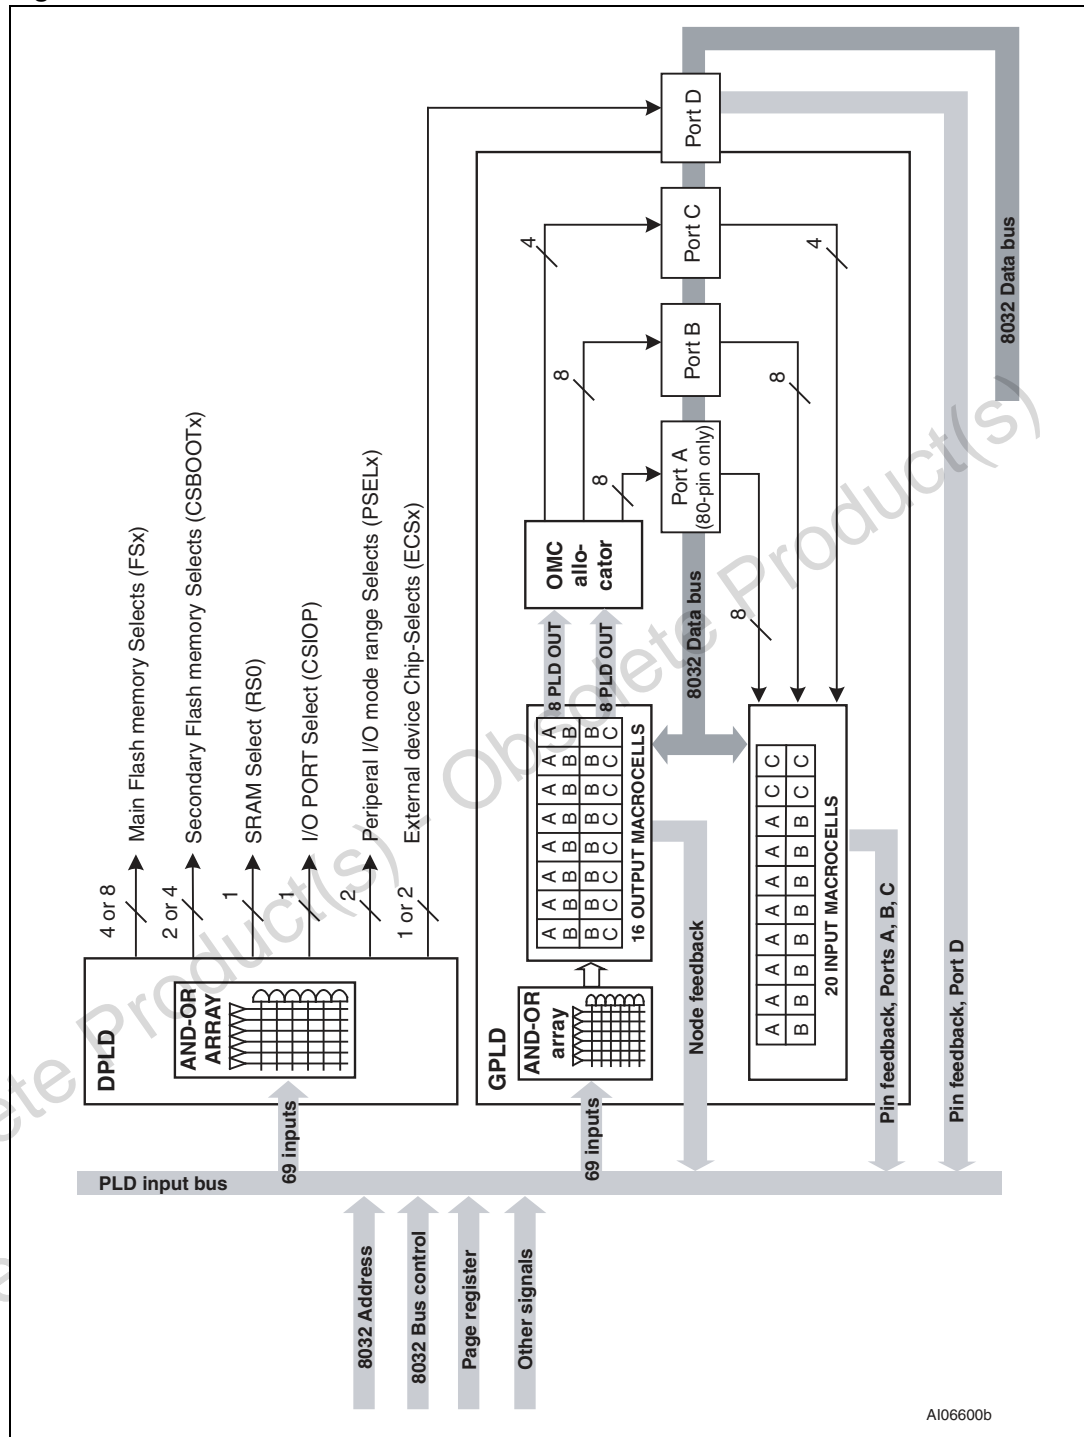 PLD input bus
8032 Address
8032 Bus control
Page register
Other signals
69 inputs
69 inputs
DPLD
AND-OR
ARRAY
4 or 8
Main Flash memory Selects (FSx)
2 or 4
Secondary Flash memory Selects (CSBOOTx)
1
SRAM Select (RS0)
1
I/O PORT Select (CSIOP)
2
Periperal I/O mode range Selects (PSELx)
1 or 2
External device Chip-Selects (ECSx)
GPLD
AND-OR
array
A A A A A A A A
B B B B B B B B
B B B B B B B B
C C C C C C C C
16 OUTPUT MACROCELLS
8 PLD OUT
8 PLD OUT
OMC
allo-
cator
4
8
8
Port A
(80-pin only)
Port B
Port C
Port D
8032 Data bus
8032 Data bus
8
8
4
A A A A A A A A C C
B B B B B B B B C C
20 INPUT MACROCELLS
Node feedback
Pin feedback, Ports A, B, C
Pin feedback, Port D
Obsolete Product(s) - Obsolete Product(s)
AI06600b